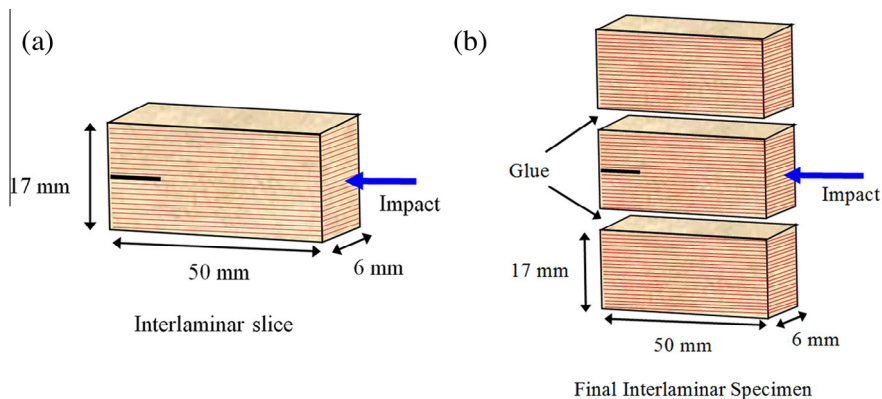 (a)
17 mm
Impact
50 mm
6 mm
Interlaminar slice
(b)
Glue
Impact
17 mm
50 mm
6 mm
Final Interlaminar Specimen